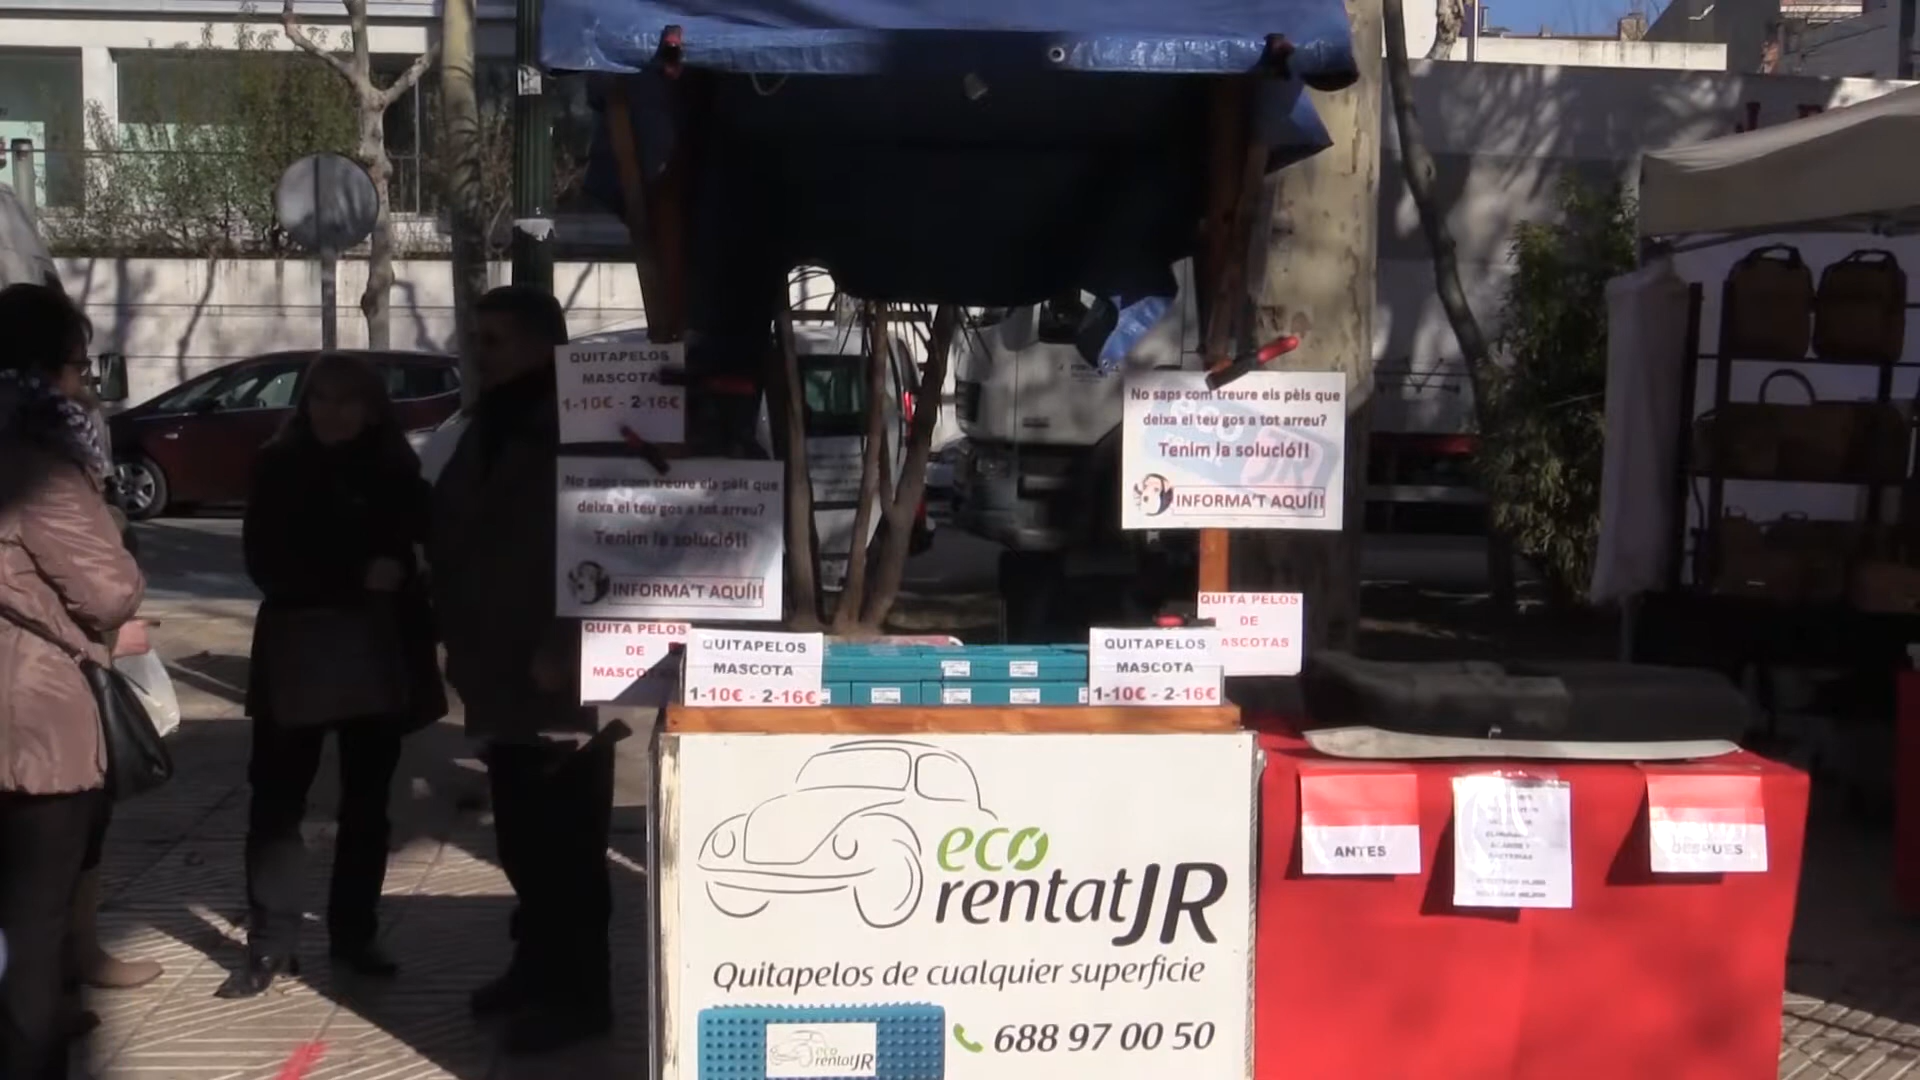 QUITAPELOS
MASCOTA
1-10€ - 2-16€
No saps com treure els pèls que
deixa el teu gos a tot arreu?
Tenim la solució!!
INFORMA'T AQUÍ!!
No saps com treure els pèls que
deixa el teu gos a tot arreu?
Tenim la solució!!
INFORMA'T AQUÍ!!
QUITA PELOS
DE
QUITAPELOS
MASCOTA
1-10€ - 2-16€
QUITAPELOS
MASCOTA
1-10€ - 2-16€
QUITA PELOS
DE
eco
rentatJR
Quitapelos de cualquier superficie
688 97 00 50
eco
rentatJR
ANTES
DESPUES